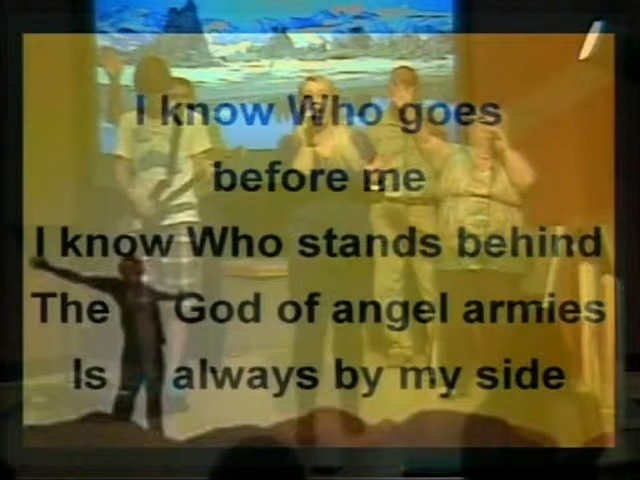 I know Who goes
before me
I know Who stands behind
The God of angel armies
Is always by my side